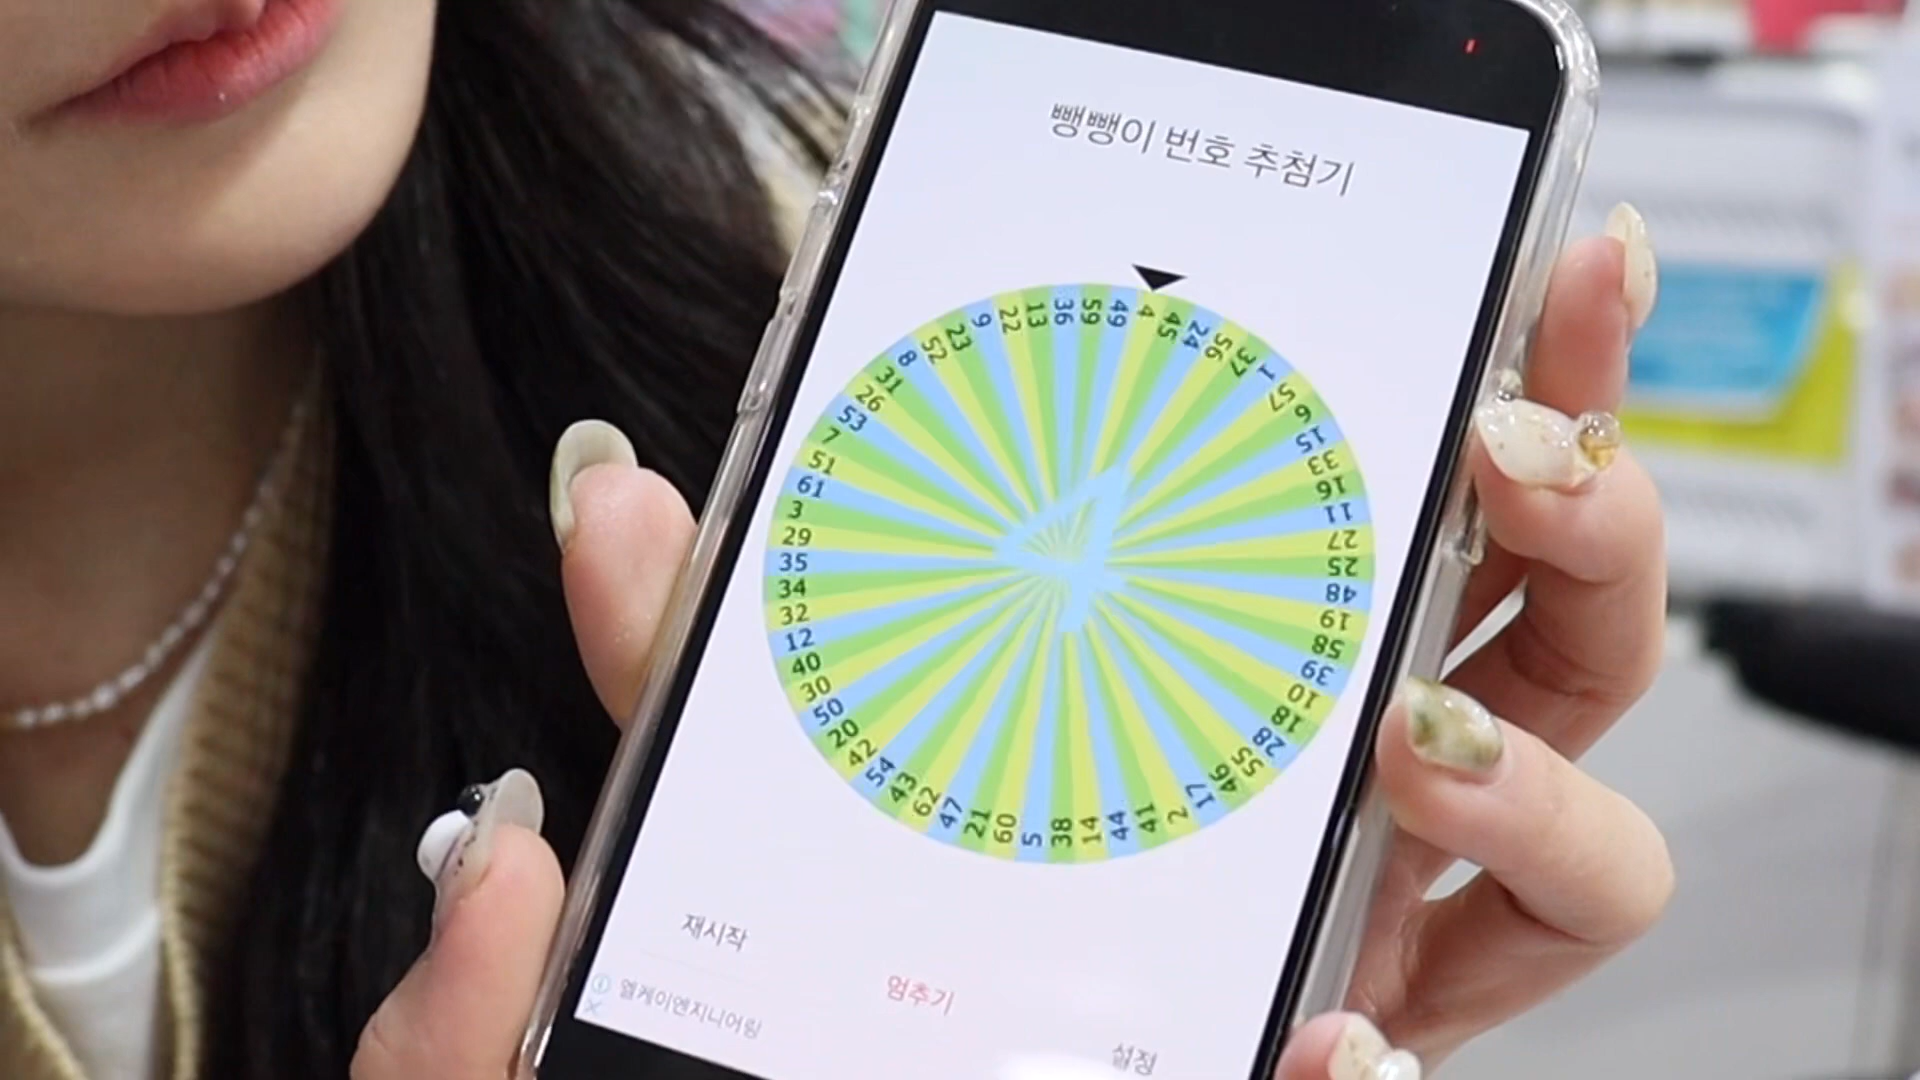 뺑뺑이 번호 추첨기
4 45 24 56 37 1 57 6 15 33 16 11 27 25 48 19 58 39 10 18 28 55 46 17 2 41 44 14 38 5 60 21 47 62 43 54 42 20 50 30 40 12 32 34 35 29 3 61 51 7 53 26 31 8 52 23 9 22 13 36 59 49
4
재시작
멈추기
설정
엘케이엔지니어링